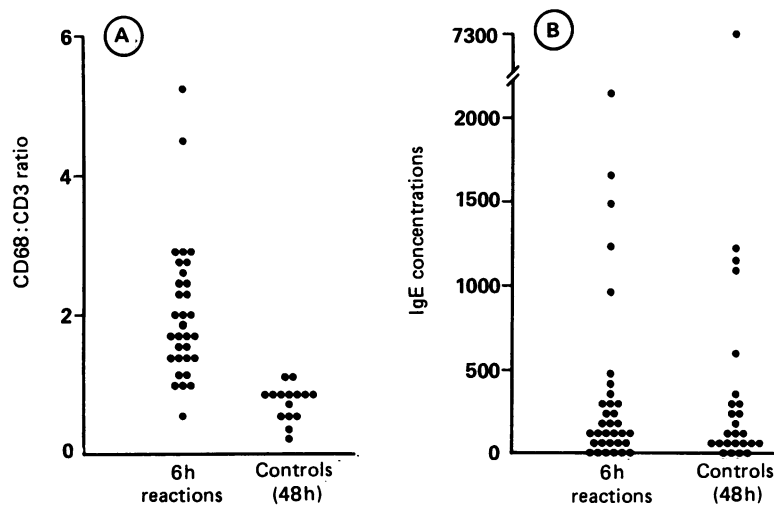 A
6
4
2
0
CD68:CD3 ratio
6h
reactions
Controls
(48h)
B
7300
2000
1500
1000
500
0
IgE concentrations
6h
reactions
Controls
(48h)